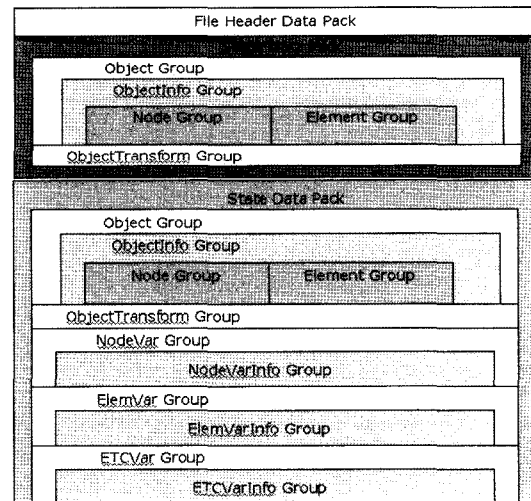 File Header Data Pack
Object Group
ObjectInfo Group
Node Group Element Group
ObjectTransform Group
State Data Pack
Object Group
ObjectInfo Group
Node Group Element Group
ObjectTransform Group
NodeVar Group
NodeVarInfo Group
ElemVar Group
ElemVarInfo Group
ETCVar Group
ETCVarInfo Group